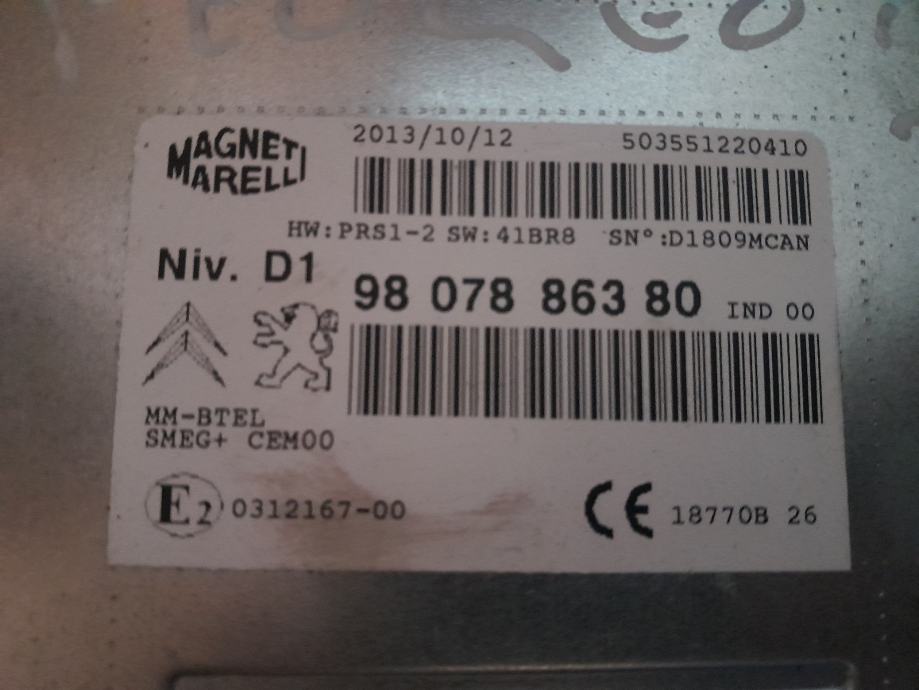 MAGNETI
MARELLI
2013/10/12 503551220410
HW:PRS1-2 SW:41BR8 SN°:D1809MCAN
Niv. D1
98 078 863 80 IND 00
MM-BTEL
SMEG+ CEM00
E2 0312167-00
CE 18770B 26